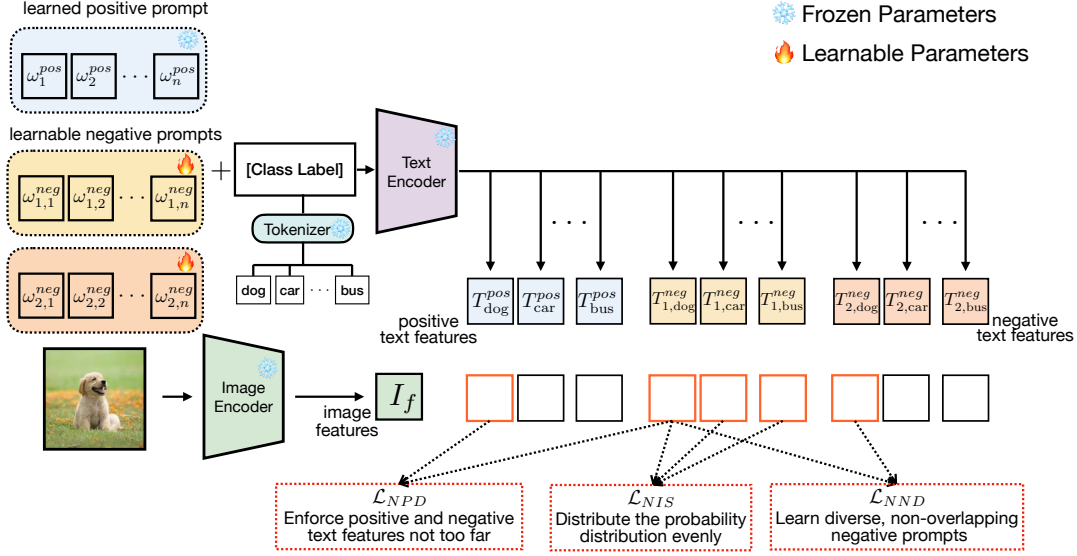 learned positive prompt
❄️ Frozen Parameters
🔥 Learnable Parameters
ω_1^{pos} ω_2^{pos} · · · ω_n^{pos}
learnable negative prompts
ω_{1,1}^{neg} ω_{1,2}^{neg} · · · ω_{1,n}^{neg}
+ [Class Label]
Text
Encoder
Tokenizer
dog car · · · bus
ω_{2,1}^{neg} ω_{2,2}^{neg} · · · ω_{2,n}^{neg}
· · · · · · · · ·
T_{dog}^{pos} T_{car}^{pos} T_{bus}^{pos} T_{1,dog}^{neg} T_{1,car}^{neg} T_{1,bus}^{neg} T_{2,dog}^{neg} T_{2,car}^{neg} T_{2,bus}^{neg}
positive
text features
negative
text features
Image
Encoder
I_f
image
features
ℒ_{NPD}
Enforce positive and negative
text features not too far
ℒ_{NIS}
Distribute the probability
distribution evenly
ℒ_{NND}
Learn diverse, non-overlapping
negative prompts